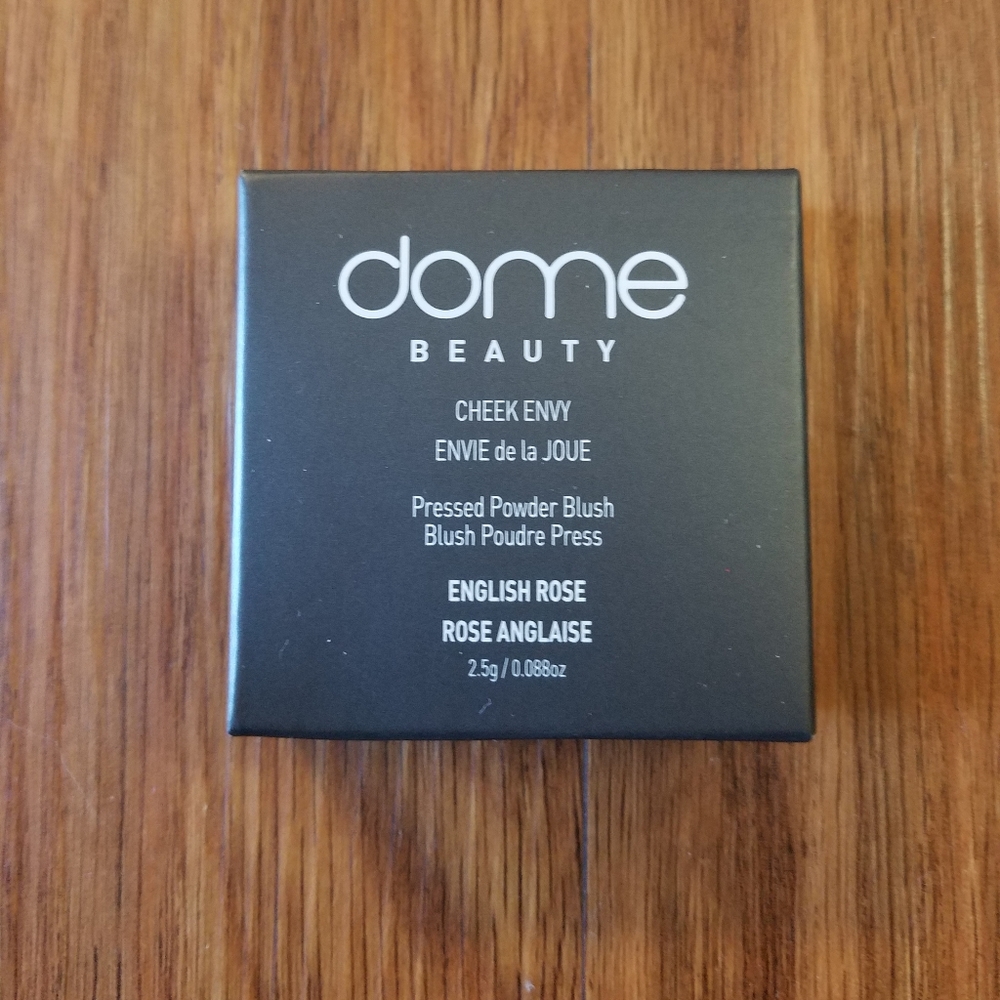 dome
BEAUTY
CHEEK ENVY
ENVIE de la JOUE
Pressed Powder Blush
Blush Poudre Press
ENGLISH ROSE
ROSE ANGLAISE
2.5g / 0.088oz